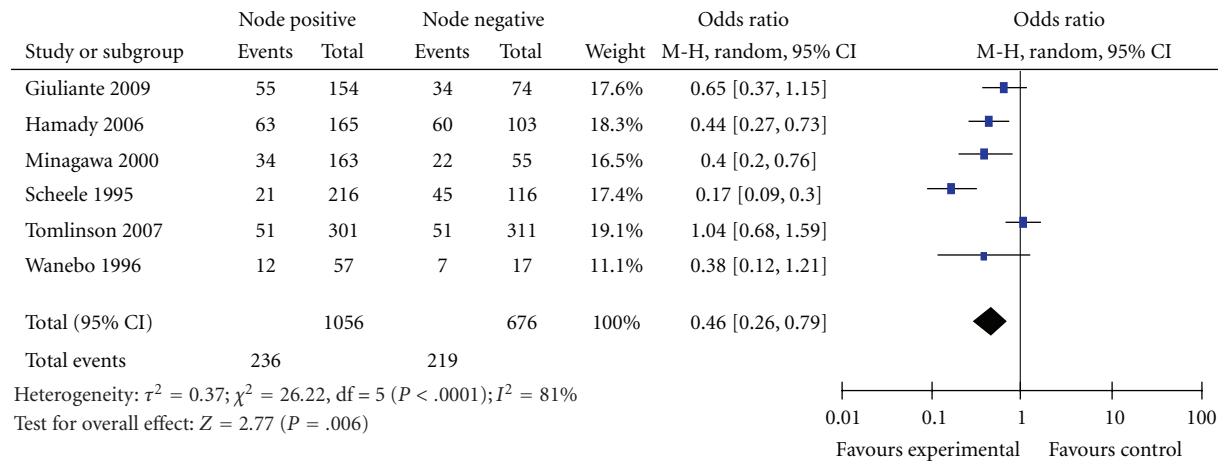 Node positive Node negative Odds ratio Odds ratio
Study or subgroup Events Total Events Total Weight M-H, random, 95% CI M-H, random, 95% CI
Giuliante 2009 55 154 34 74 17.6% 0.65 [0.37, 1.15]
Hamady 2006 63 165 60 103 18.3% 0.44 [0.27, 0.73]
Minagawa 2000 34 163 22 55 16.5% 0.4 [0.2, 0.76]
Scheele 1995 21 216 45 116 17.4% 0.17 [0.09, 0.3]
Tomlinson 2007 51 301 51 311 19.1% 1.04 [0.68, 1.59]
Wanebo 1996 12 57 7 17 11.1% 0.38 [0.12, 1.21]
Total (95% CI) 1056 676 100% 0.46 [0.26, 0.79]
Total events 236 219
Heterogeneity: τ² = 0.37; χ² = 26.22, df = 5 (P < .0001); I² = 81%
Test for overall effect: Z = 2.77 (P = .006)
0.01 0.1 1 10 100
Favours experimental Favours control